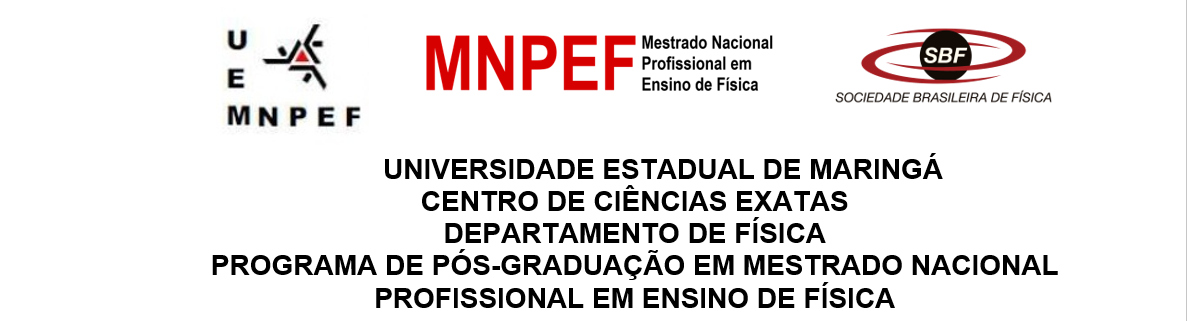 U
E
MNPEF
MNPEF
Mestrado Nacional
Profissional em
Ensino de Física
SBF
SOCIEDADE BRASILEIRA DE FÍSICA
UNIVERSIDADE ESTADUAL DE MARINGÁ
CENTRO DE CIÊNCIAS EXATAS
DEPARTAMENTO DE FÍSICA
PROGRAMA DE PÓS-GRADUAÇÃO EM MESTRADO NACIONAL
PROFISSIONAL EM ENSINO DE FÍSICA